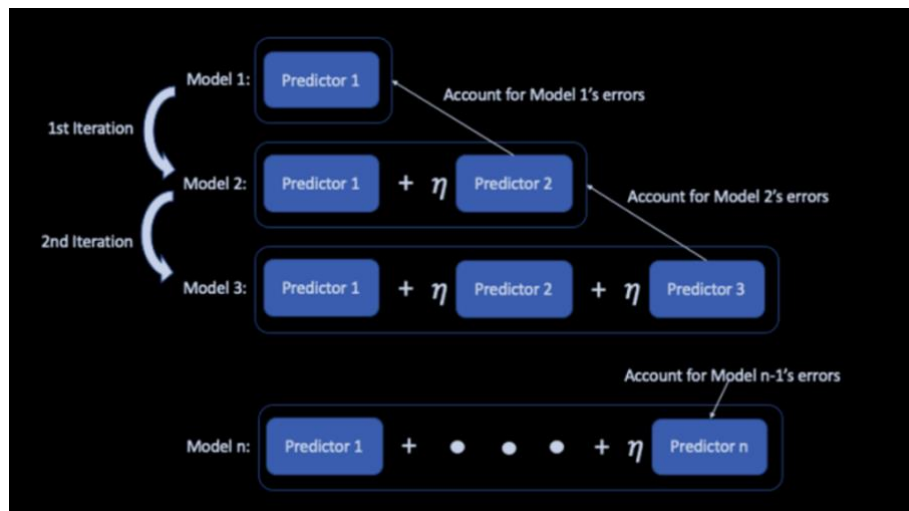 Model 1: Predictor 1
Account for Model 1's errors
1st Iteration
Model 2: Predictor 1 + η Predictor 2
Account for Model 2's errors
2nd Iteration
Model 3: Predictor 1 + η Predictor 2 + η Predictor 3
Account for Model n-1's errors
Model n: Predictor 1 + • • • + η Predictor n